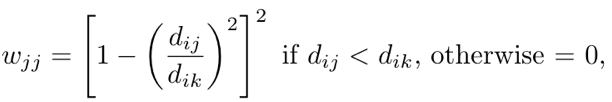 w_{jj} = \left[ 1 - \left( \frac{d_{ij}}{d_{ik}} \right)^2 \right]^2 if d_{ij} < d_{ik}, otherwise = 0,